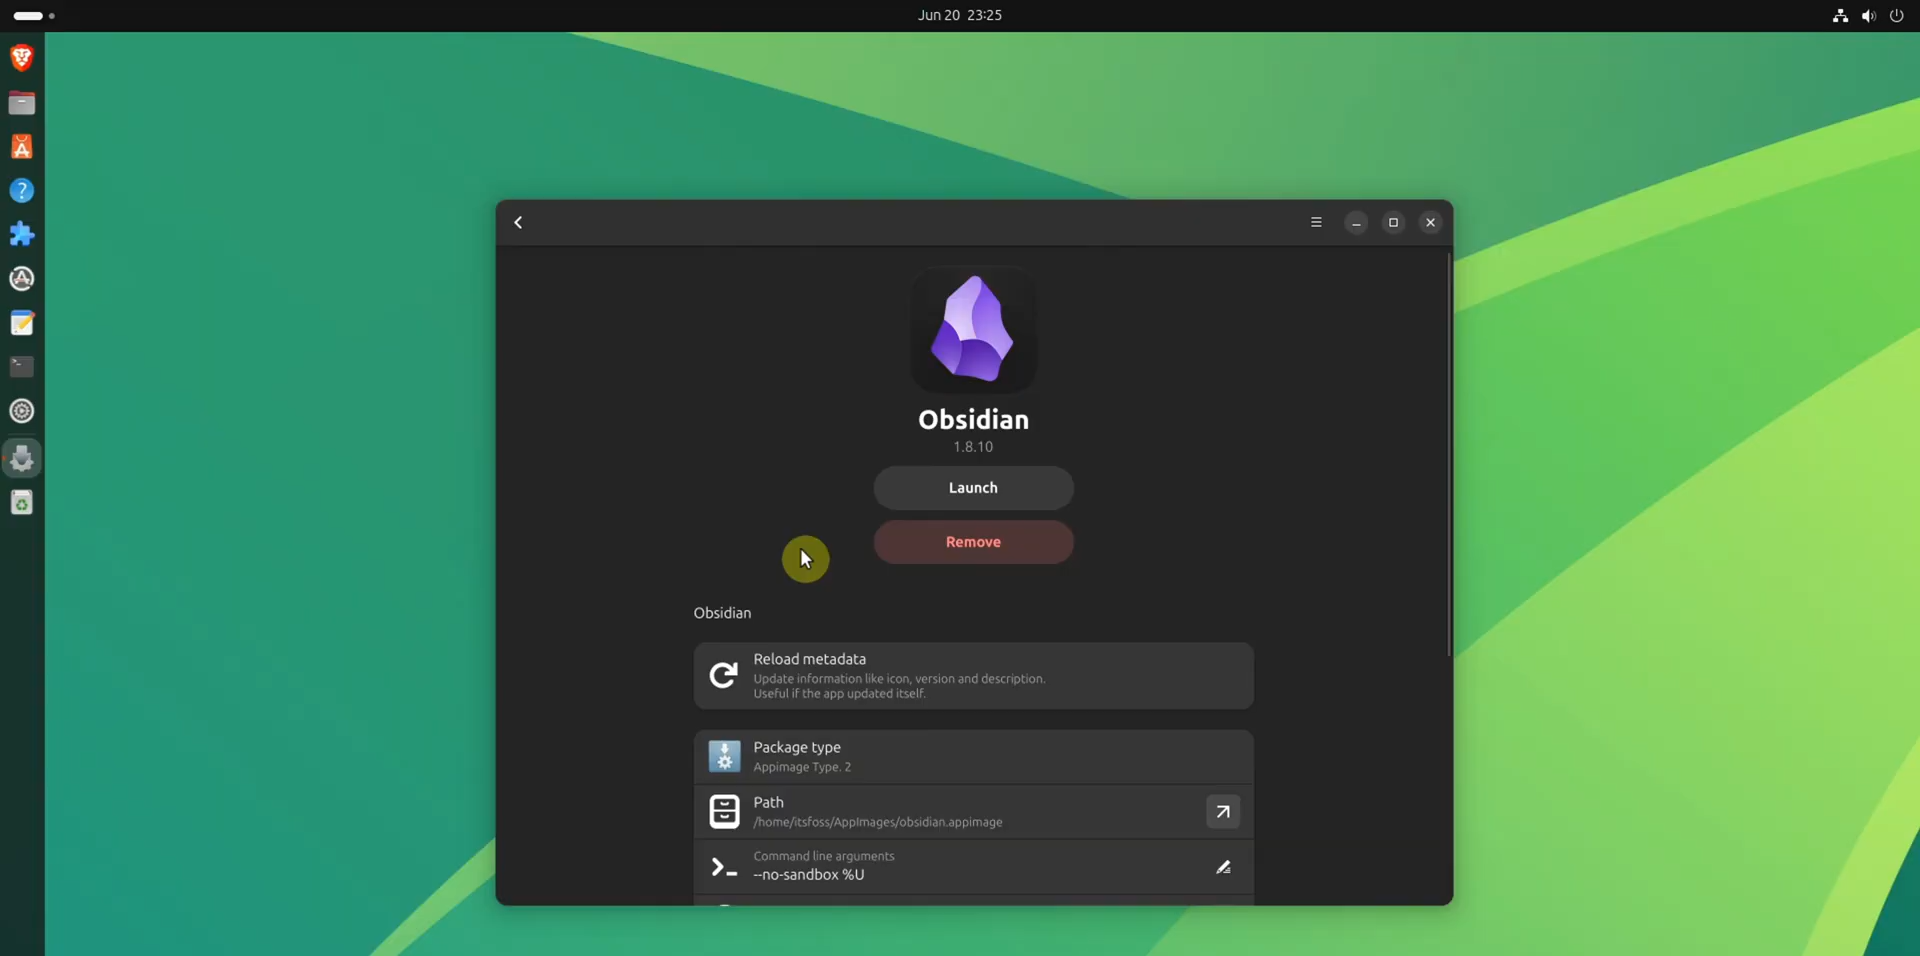 Jun 20 23:25
Obsidian
1.8.10
Launch
Remove
Obsidian
Reload metadata
Update information like icon, version and description.
Useful if the app updated itself.
Package type
Appimage Type. 2
Path
/home/itsfoss/AppImages/obsidian.appimage
Command line arguments
--no-sandbox %U